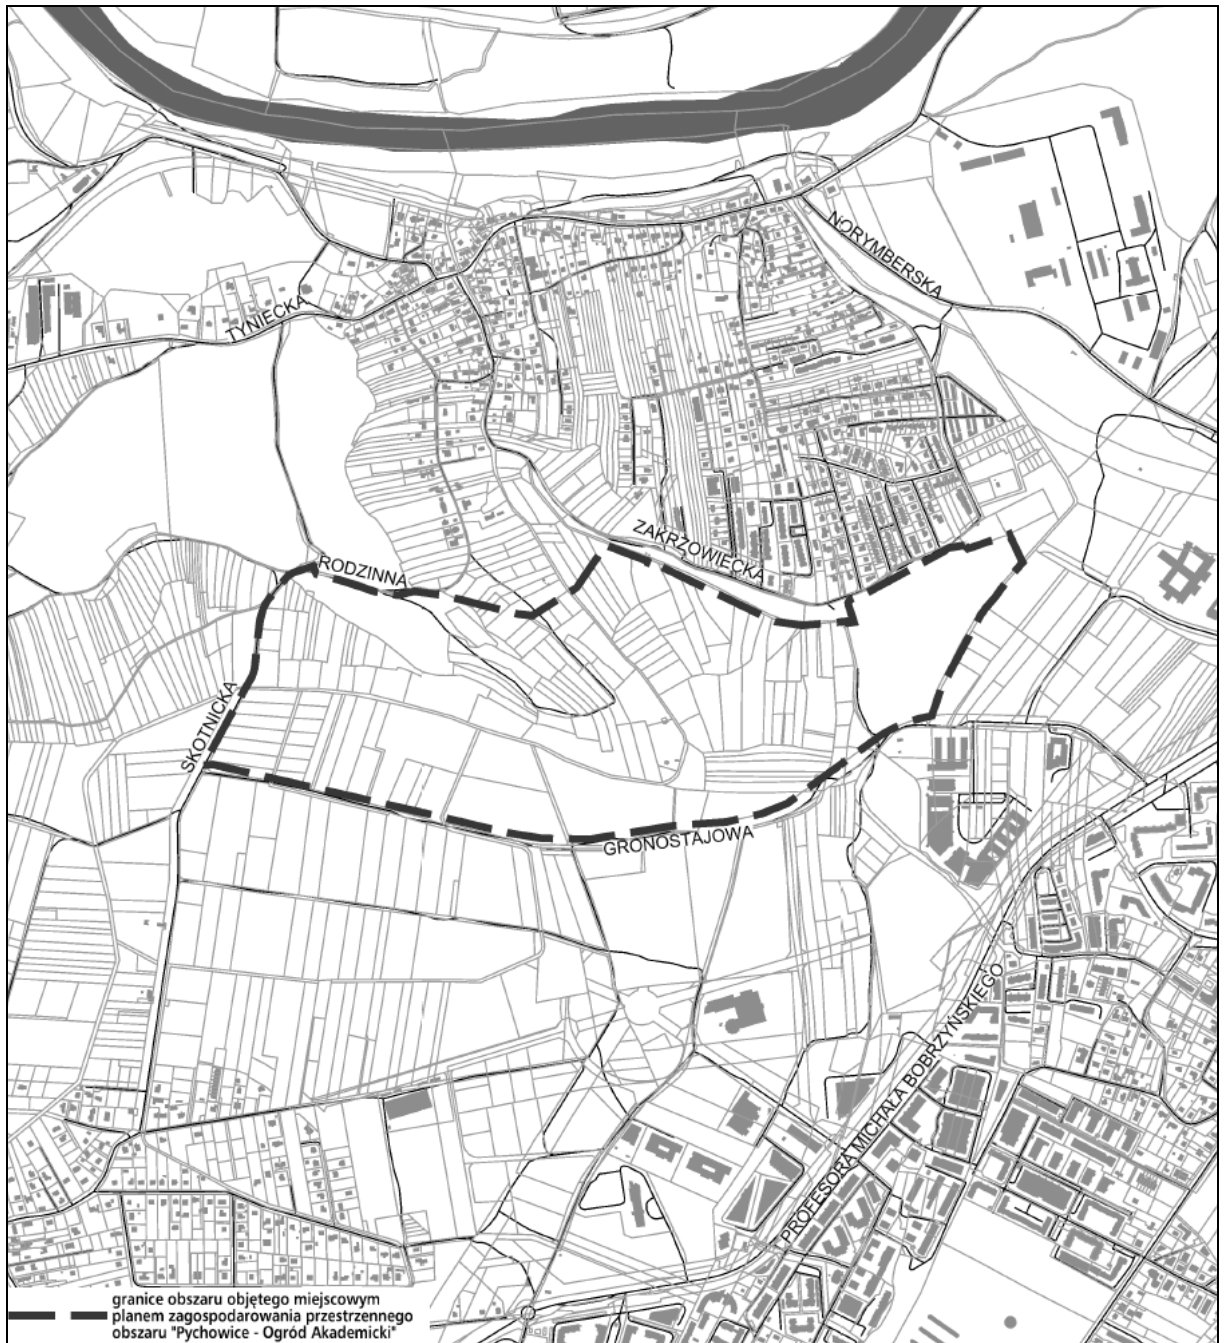 NORYMBERSKA
TYNIECKA
ZAKRZOWIECKA
RODZINNA
SKOTNICKA
GRONOSTAJOWA
PROFESORA MICHAŁA BOBRZYŃSKIEGO
granice obszaru objętego miejscowym
planem zagospodarowania przestrzennego
obszaru "Pychowice - Ogród Akademicki"